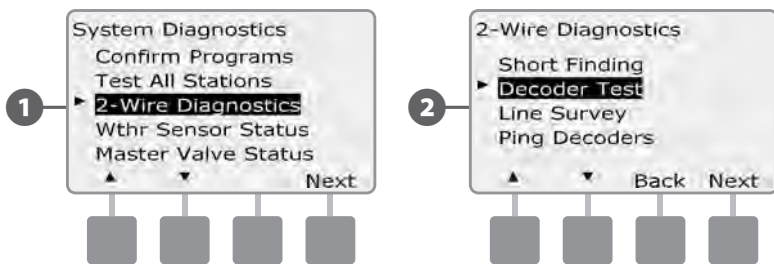 System Diagnostics
Confirm Programs
Test All Stations
2-Wire Diagnostics
Wthr Sensor Status
Master Valve Status
Next
1
2-Wire Diagnostics
Short Finding
Decoder Test
Line Survey
Ping Decoders
Back Next
2